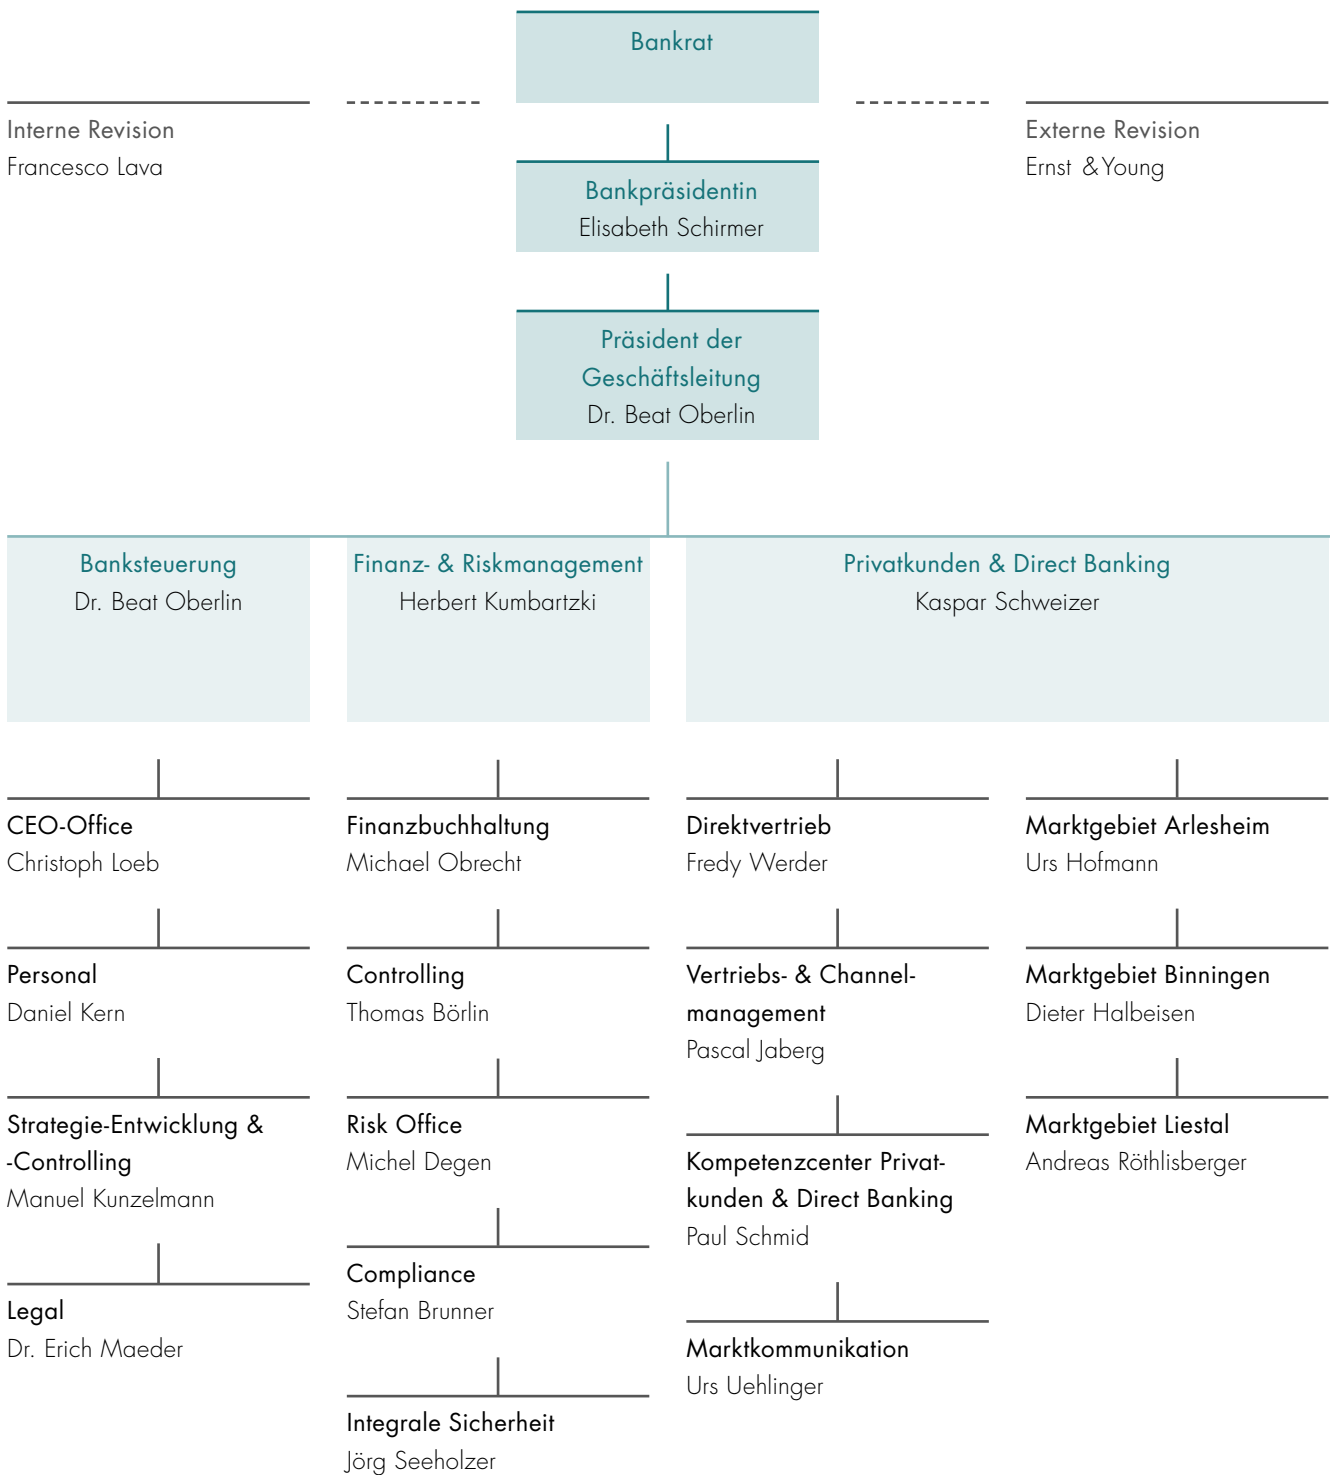 Bankrat
Interne Revision
Francesco Lava
Externe Revision
Ernst & Young
Bankpräsidentin
Elisabeth Schirmer
Präsident der
Geschäftsleitung
Dr. Beat Oberlin
Banksteuerung
Dr. Beat Oberlin
Finanz- & Riskmanagement
Herbert Kumbartzki
Privatkunden & Direct Banking
Kaspar Schweizer
CEO-Office
Christoph Loeb
Personal
Daniel Kern
Strategie-Entwicklung &
-Controlling
Manuel Kunzelmann
Legal
Dr. Erich Maeder
Finanzbuchhaltung
Michael Obrecht
Controlling
Thomas Börlin
Risk Office
Michel Degen
Compliance
Stefan Brunner
Integrale Sicherheit
Jörg Seeholzer
Direktvertrieb
Fredy Werder
Vertriebs- & Channel-
management
Pascal Jaberg
Kompetenzcenter Privat-
kunden & Direct Banking
Paul Schmid
Marktkommunikation
Urs Uehlinger
Marktgebiet Arlesheim
Urs Hofmann
Marktgebiet Binningen
Dieter Halbeisen
Marktgebiet Liestal
Andreas Röthlisberger